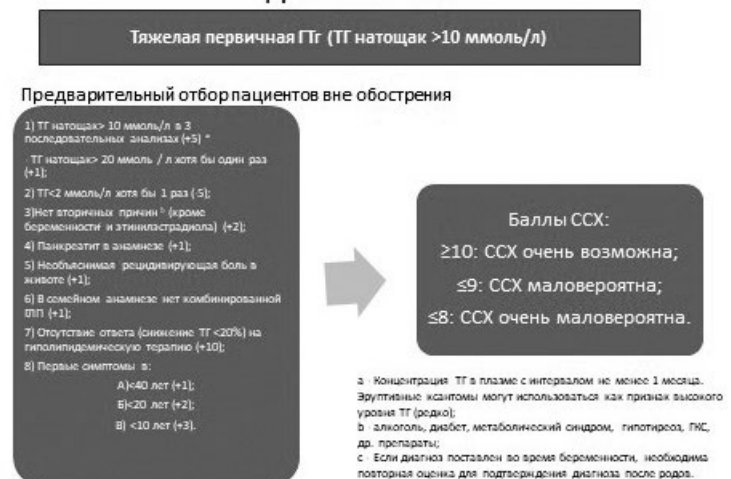 Тяжелая первичная ГТг (ТГ натощак >10 ммоль/л)
Предварительный отбор пациентов вне обострения
1) ТГ натощак> 10 ммоль/л в 3
последовательных анализах (+5) ᵃ
· ТГ натощак> 20 ммоль / л хотя бы один раз
(+1);
2) ТГ<2 ммоль/л хотя бы 1 раз (-5);
3)Нет вторичных причин ᵇ (кроме
беременности и этинилэстрадиола) (+2);
4) Панкреатит в анамнезе (+1);
5) Необъяснимая рецидивирующая боль в
животе (+1);
6) В семейном анамнезе нет комбинированной
ГЛП (+1);
7) Отсутствие ответа (снижение ТГ <20%) на
гиполипидемическую терапию (+10);
8) Первые симптомы в:
А)<40 лет (+1);
Б)<20 лет (+2);
В) <10 лет (+3).
Баллы ССХ:
≥10: ССХ очень возможна;
≤9: ССХ маловероятна;
≤8: ССХ очень маловероятна.
a · Концентрация ТГ в плазме с интервалом не менее 1 месяца.
Эруптивные ксантомы могут использоваться как признак высокого
уровня ТГ (редко);
b · алкоголь, диабет, метаболический синдром, гипотиреоз, ГКС,
др. препараты;
c · Если диагноз поставлен во время беременности, необходима
повторная оценка для подтверждения диагноза после родов.